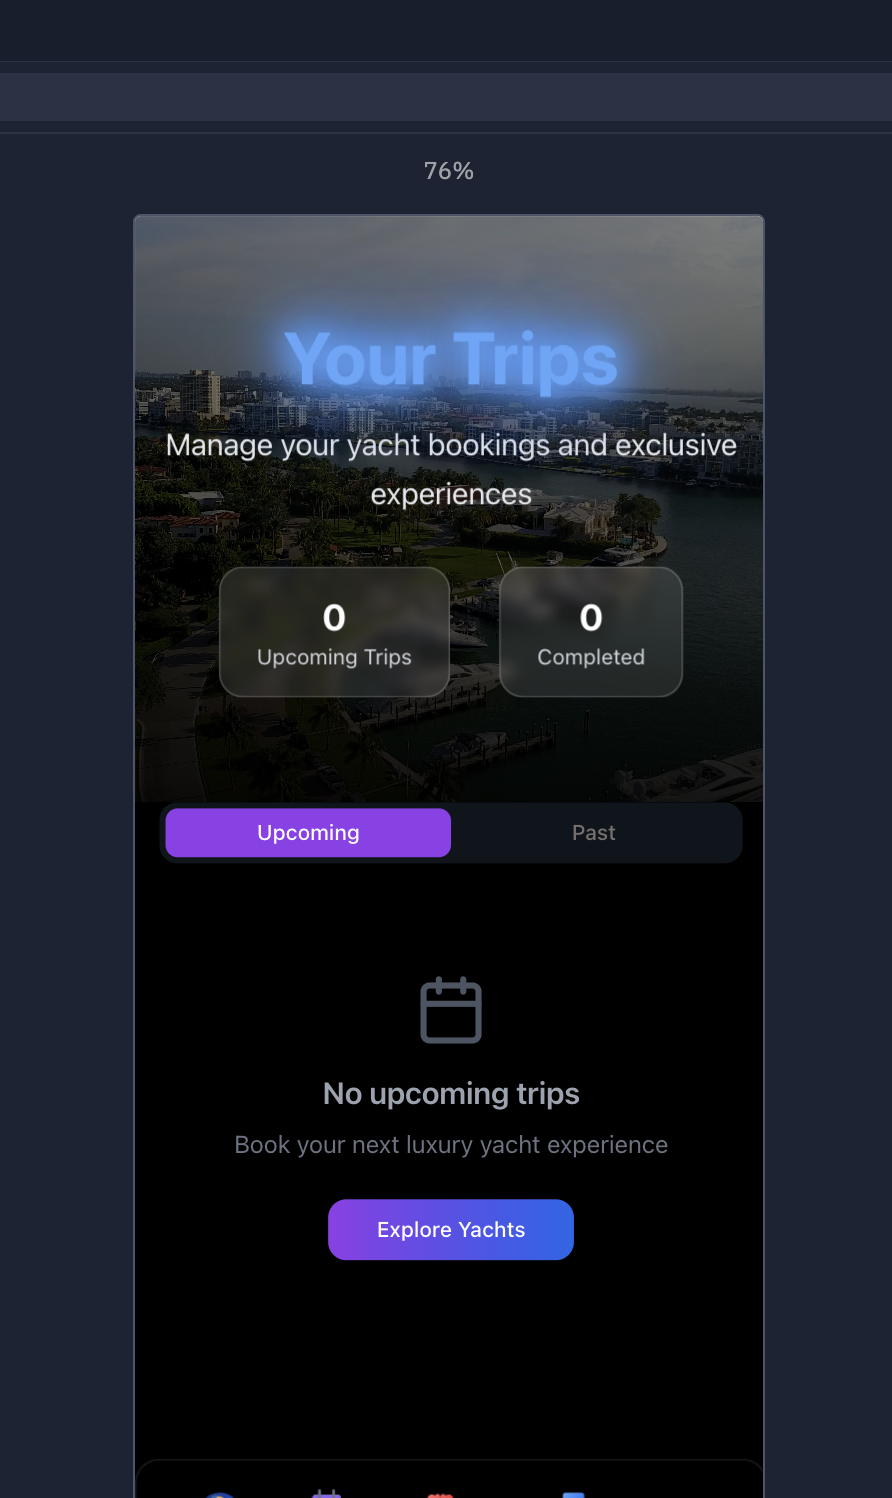 76%
Your Trips
Manage your yacht bookings and exclusive
experiences
0
Upcoming Trips
0
Completed
Upcoming
Past
No upcoming trips
Book your next luxury yacht experience
Explore Yachts